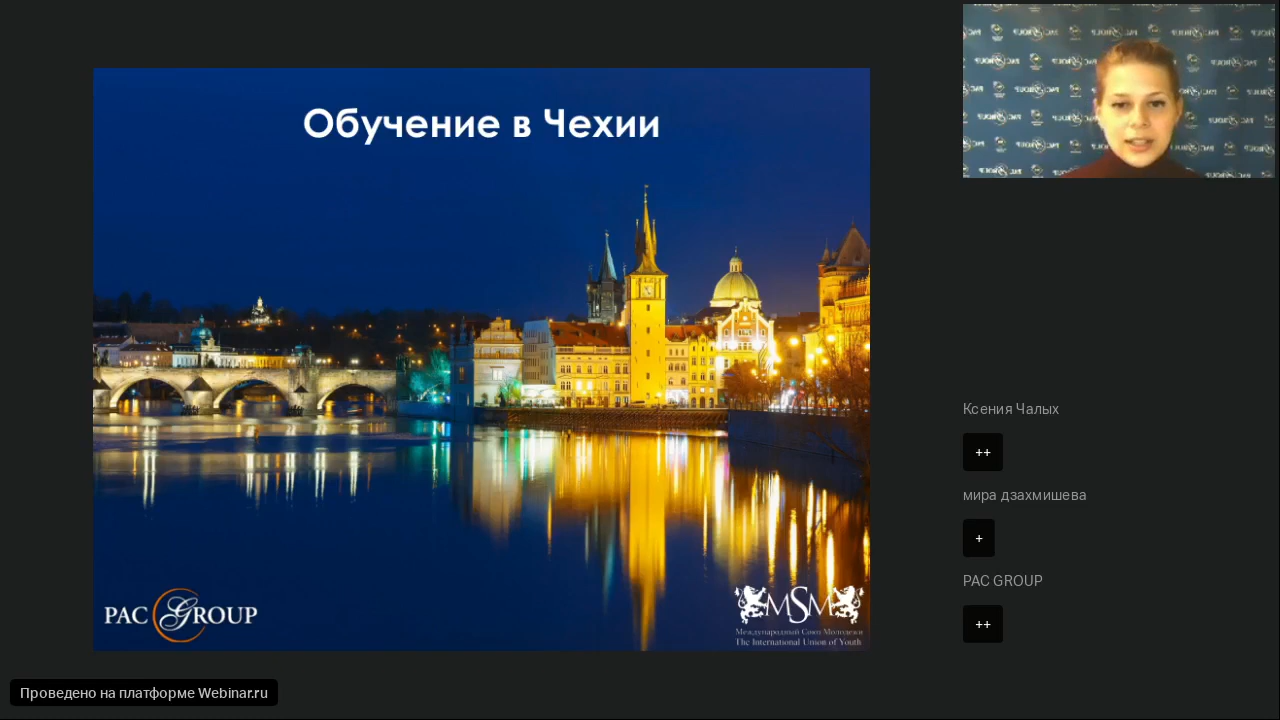 Обучение в Чехии
PAC GROUP
MSM
Международный Союз Молодежи
The International Union of Youth
Ксения Чалых
++
мира дзахмишева
+
PAC GROUP
++
Проведено на платформе Webinar.ru